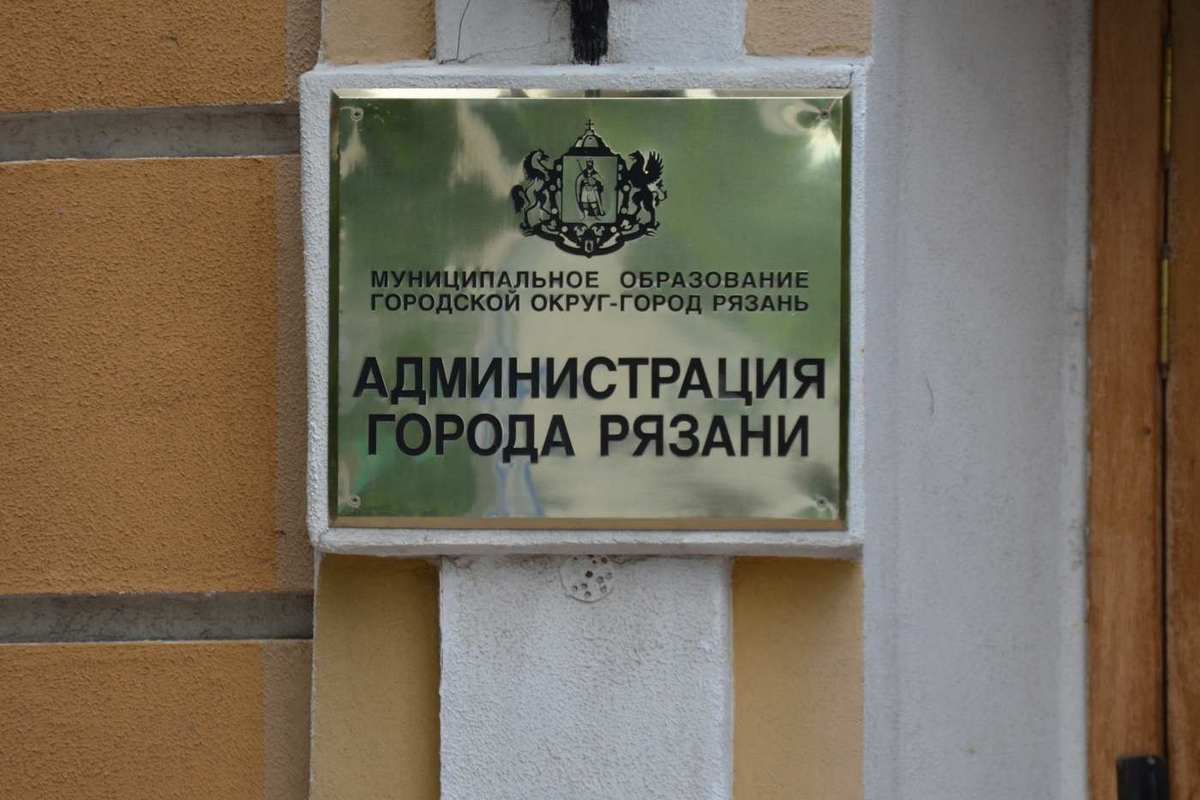 МУНИЦИПАЛЬНОЕ ОБРАЗОВАНИЕ
ГОРОДСКОЙ ОКРУГ-ГОРОД РЯЗАНЬ
АДМИНИСТРАЦИЯ
ГОРОДА РЯЗАНИ